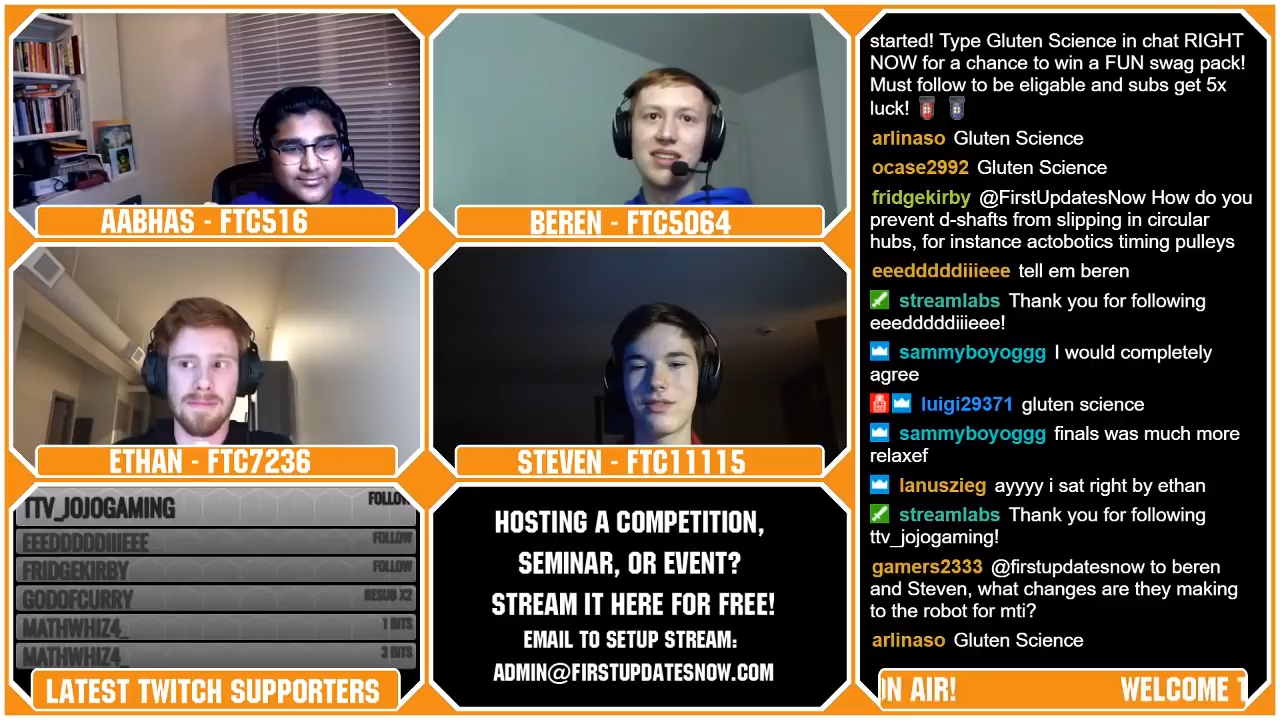 AABHAS - FTC516
BEREN - FTC5064
ETHAN - FTC7236
STEVEN - FTC11115
TTV_JOJOGAMING FOLLOW
EEEDDDDDIIIEEE FOLLOW
FRIDGEKIRBY FOLLOW
GODOFCURRY RESUB X2
MATHWHIZ4_ 1 BITS
MATHWHIZ4_ 3 BITS
LATEST TWITCH SUPPORTERS
HOSTING A COMPETITION,
SEMINAR, OR EVENT?
STREAM IT HERE FOR FREE!
EMAIL TO SETUP STREAM:
ADMIN@FIRSTUPDATESNOW.COM
started! Type Gluten Science in chat RIGHT
NOW for a chance to win a FUN swag pack!
Must follow to be eligable and subs get 5x
luck!
arlinaso Gluten Science
ocase2992 Gluten Science
fridgekirby @FirstUpdatesNow How do you
prevent d-shafts from slipping in circular
hubs, for instance actobotics timing pulleys
eeedddddiiieee tell em beren
streamlabs Thank you for following
eeedddddiiieee!
sammyboyoggg I would completely
agree
luigi29371 gluten science
sammyboyoggg finals was much more
relaxef
lanuszieg ayyyy i sat right by ethan
streamlabs Thank you for following
ttv_jojogaming!
gamers2333 @firstupdatesnow to beren
and Steven, what changes are they making
to the robot for mti?
arlinaso Gluten Science
ON AIR! WELCOME T